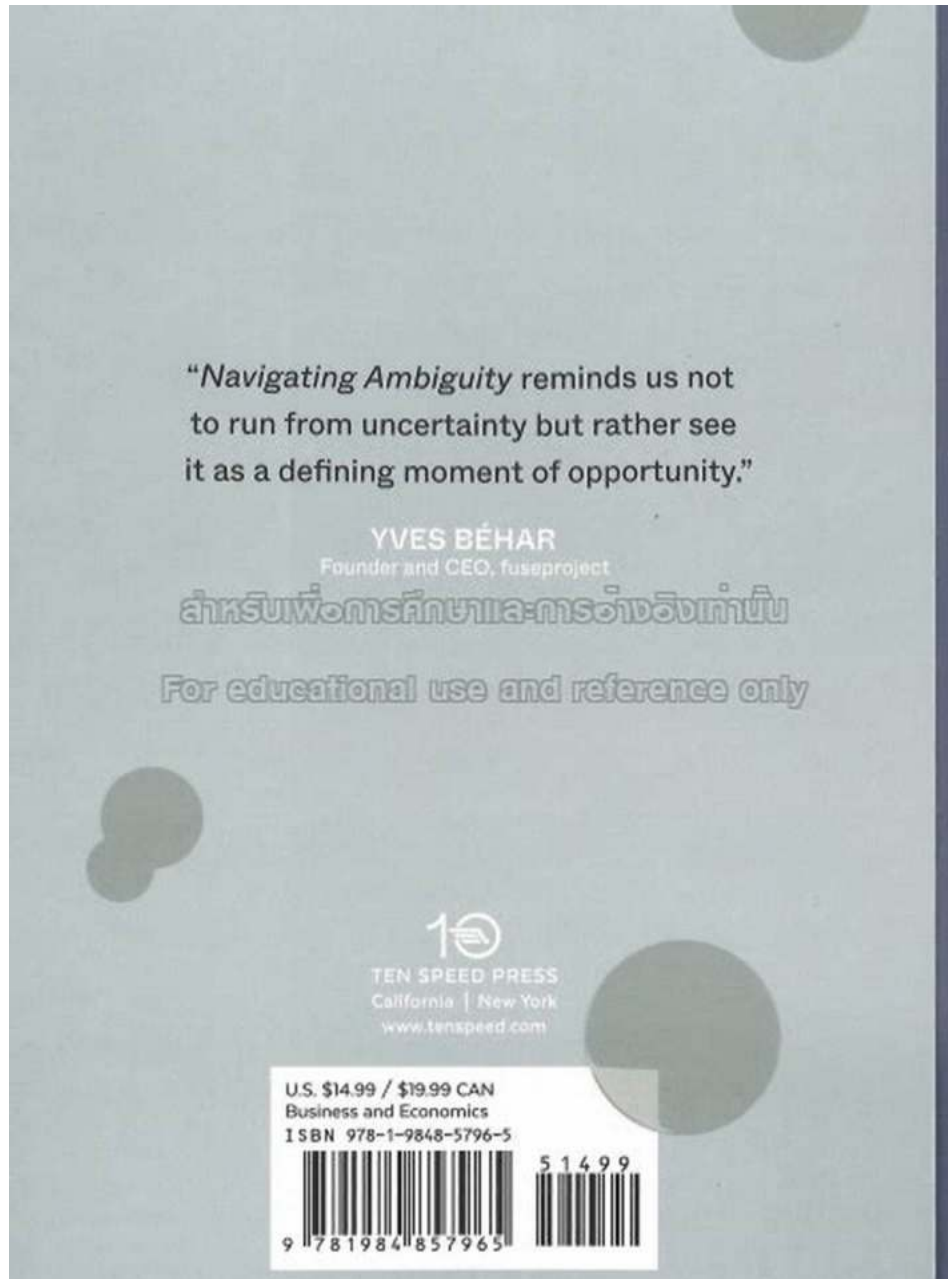 “Navigating Ambiguity reminds us not
to run from uncertainty but rather see
it as a defining moment of opportunity.”
YVES BÉHAR
Founder and CEO, fuseproject
สำหรับเพื่อการศึกษาและการอ้างอิงเท่านั้น
For educational use and reference only
10
TEN SPEED PRESS
California | New York
www.tenspeed.com
U.S. $14.99 / $19.99 CAN
Business and Economics
ISBN 978-1-9848-5796-5
51499
9 781984 857965